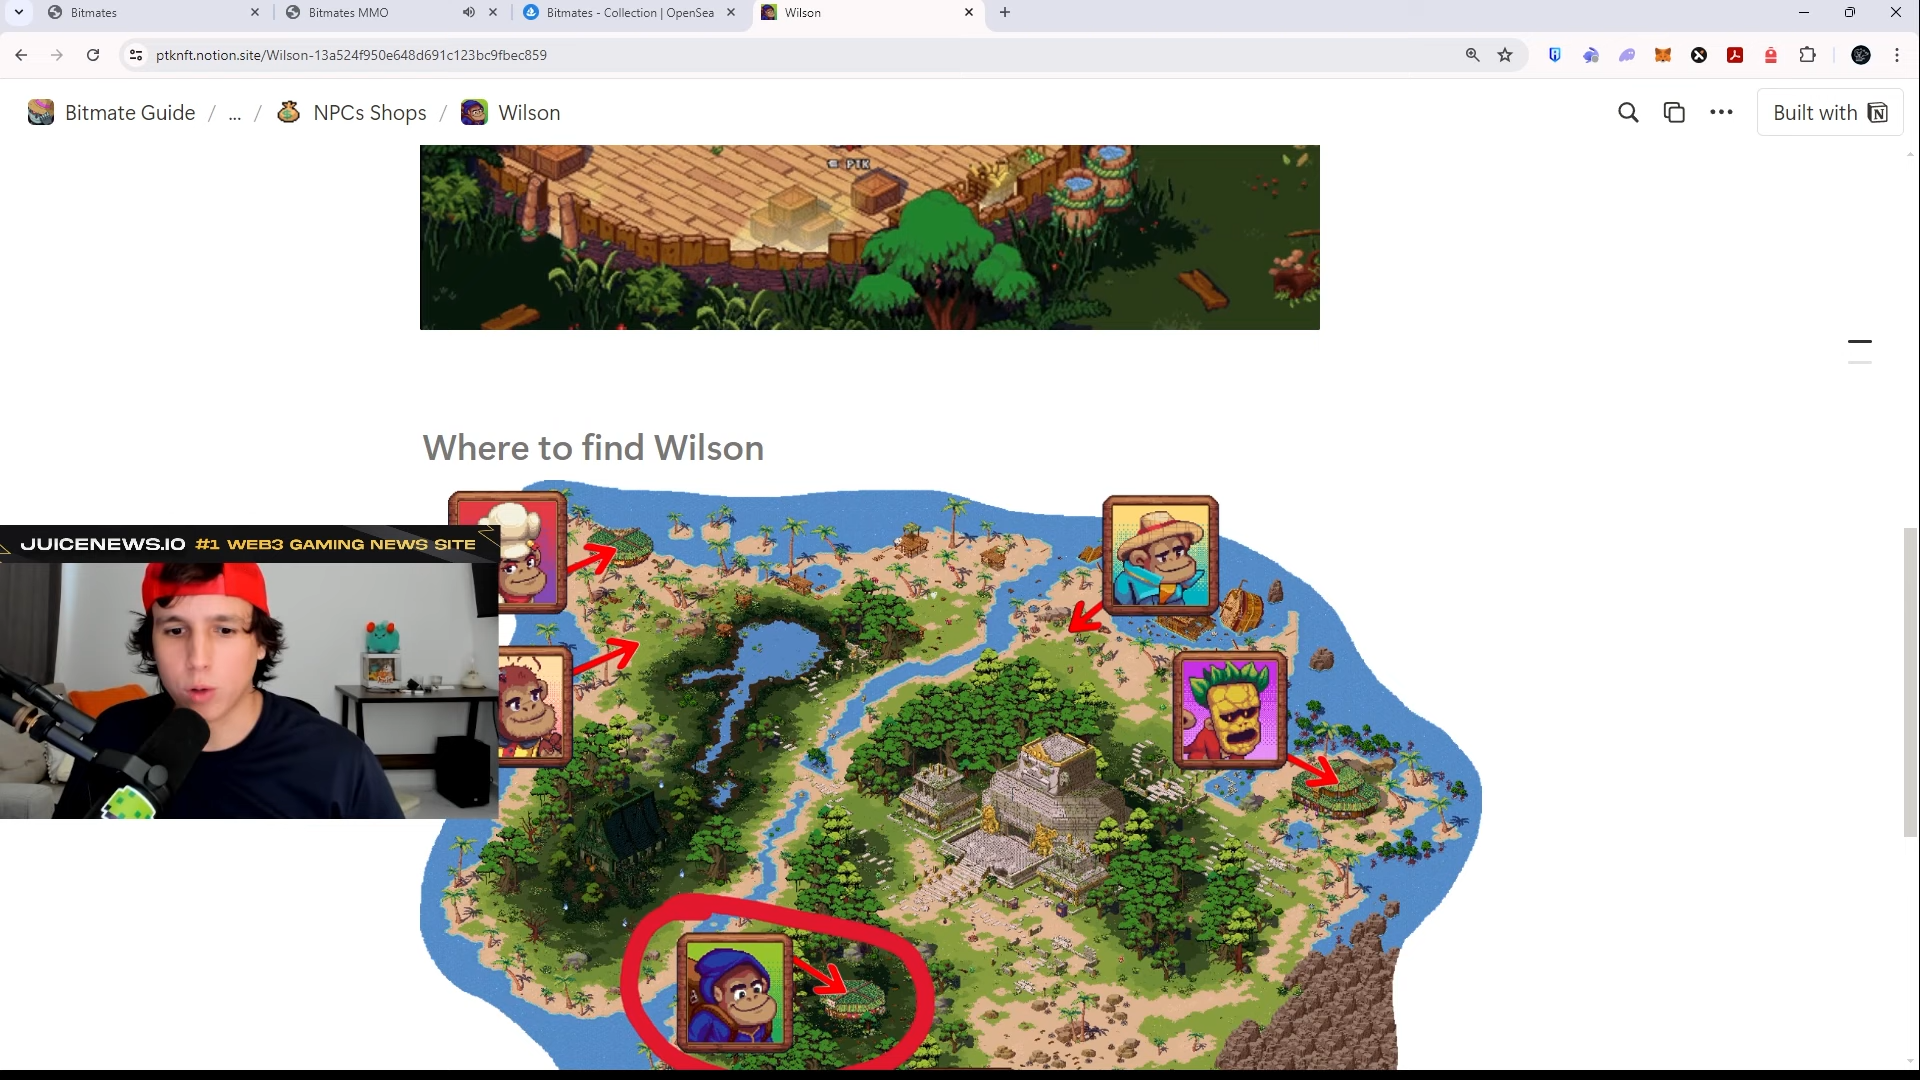 Bitmates
Bitmates MMO
Bitmates - Collection | OpenSea
Wilson
ptknft.notion.site/Wilson-13a524f950e648d691c123bc9fbec859
Bitmate Guide / ... / NPCs Shops / Wilson
Built with
PTK
Where to find Wilson
JUICENEWS.IO #1 WEB3 GAMING NEWS SITE